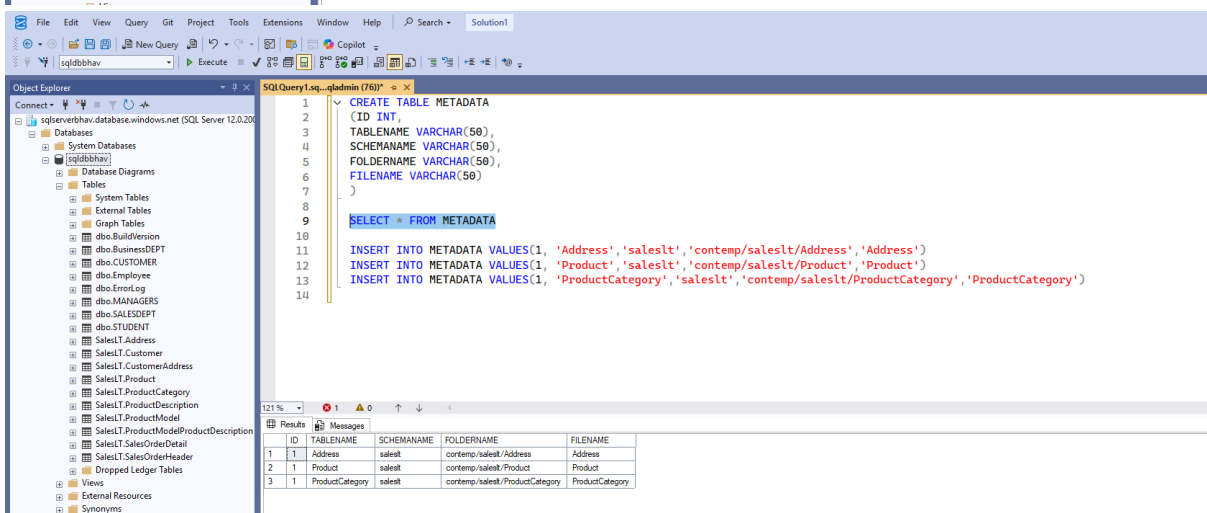 File Edit View Query Git Project Tools Extensions Window Help Search Solution1
New Query Copilot
sqldbbhav Execute
Object Explorer
Connect
sqlserverbhav.database.windows.net (SQL Server 12.0.200
Databases
System Databases
sqldbbhav
Database Diagrams
Tables
System Tables
External Tables
Graph Tables
dbo.BuildVersion
dbo.BusinessDEPT
dbo.CUSTOMER
dbo.Employee
dbo.ErrorLog
dbo.MANAGERS
dbo.SALESDEPT
dbo.STUDENT
SalesLT.Address
SalesLT.Customer
SalesLT.CustomerAddress
SalesLT.Product
SalesLT.ProductCategory
SalesLT.ProductDescription
SalesLT.ProductModel
SalesLT.ProductModelProductDescription
SalesLT.SalesOrderDetail
SalesLT.SalesOrderHeader
Dropped Ledger Tables
Views
External Resources
Synonyms
SQLQuery1.sq...qladmin (76))*
1 CREATE TABLE METADATA
2 (ID INT,
3 TABLENAME VARCHAR(50),
4 SCHEMANAME VARCHAR(50),
5 FOLDERNAME VARCHAR(50),
6 FILENAME VARCHAR(50)
7 )
8
9 SELECT * FROM METADATA
10
11 INSERT INTO METADATA VALUES(1, 'Address','saleslt','contemp/saleslt/Address','Address')
12 INSERT INTO METADATA VALUES(1, 'Product','saleslt','contemp/saleslt/Product','Product')
13 INSERT INTO METADATA VALUES(1, 'ProductCategory','saleslt','contemp/saleslt/ProductCategory','ProductCategory')
14
121 % 1 0
Results Messages
ID TABLENAME SCHEMANAME FOLDERNAME FILENAME
1 1 Address saleslt contemp/saleslt/Address Address
2 1 Product saleslt contemp/saleslt/Product Product
3 1 ProductCategory saleslt contemp/saleslt/ProductCategory ProductCategory